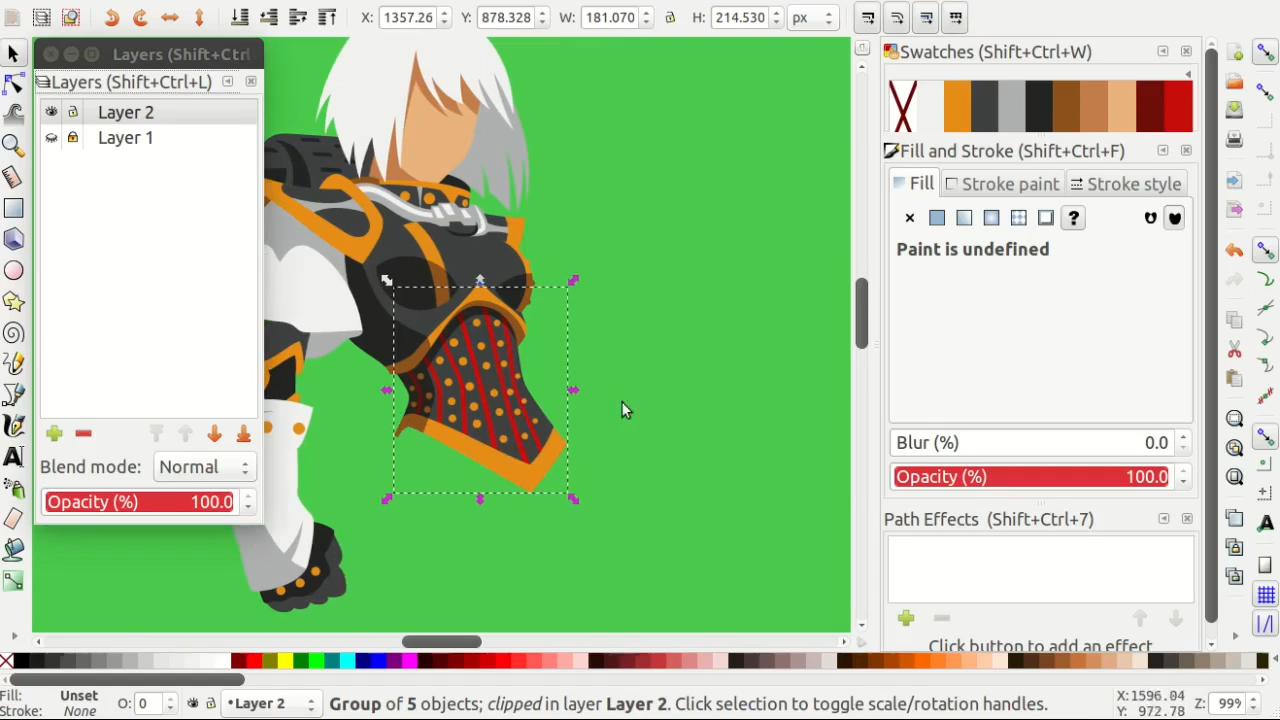 X: 1357.26 Y: 878.328 W: 181.070 H: 214.530 px
Layers (Shift+Ctrl
Layers (Shift+Ctrl+L)
Layer 2
Layer 1
Blend mode: Normal
Opacity (%) 100.0
Swatches (Shift+Ctrl+W)
Fill and Stroke (Shift+Ctrl+F)
Fill Stroke paint Stroke style
?
Paint is undefined
Blur (%) 0.0
Opacity (%) 100.0
Path Effects (Shift+Ctrl+7)
Click button to add an effect
Fill: Unset
Stroke: None
O: 0
•Layer 2
Group of 5 objects; clipped in layer Layer 2. Click selection to toggle scale/rotation handles.
X:1596.04
Y: 972.78
Z: 99%